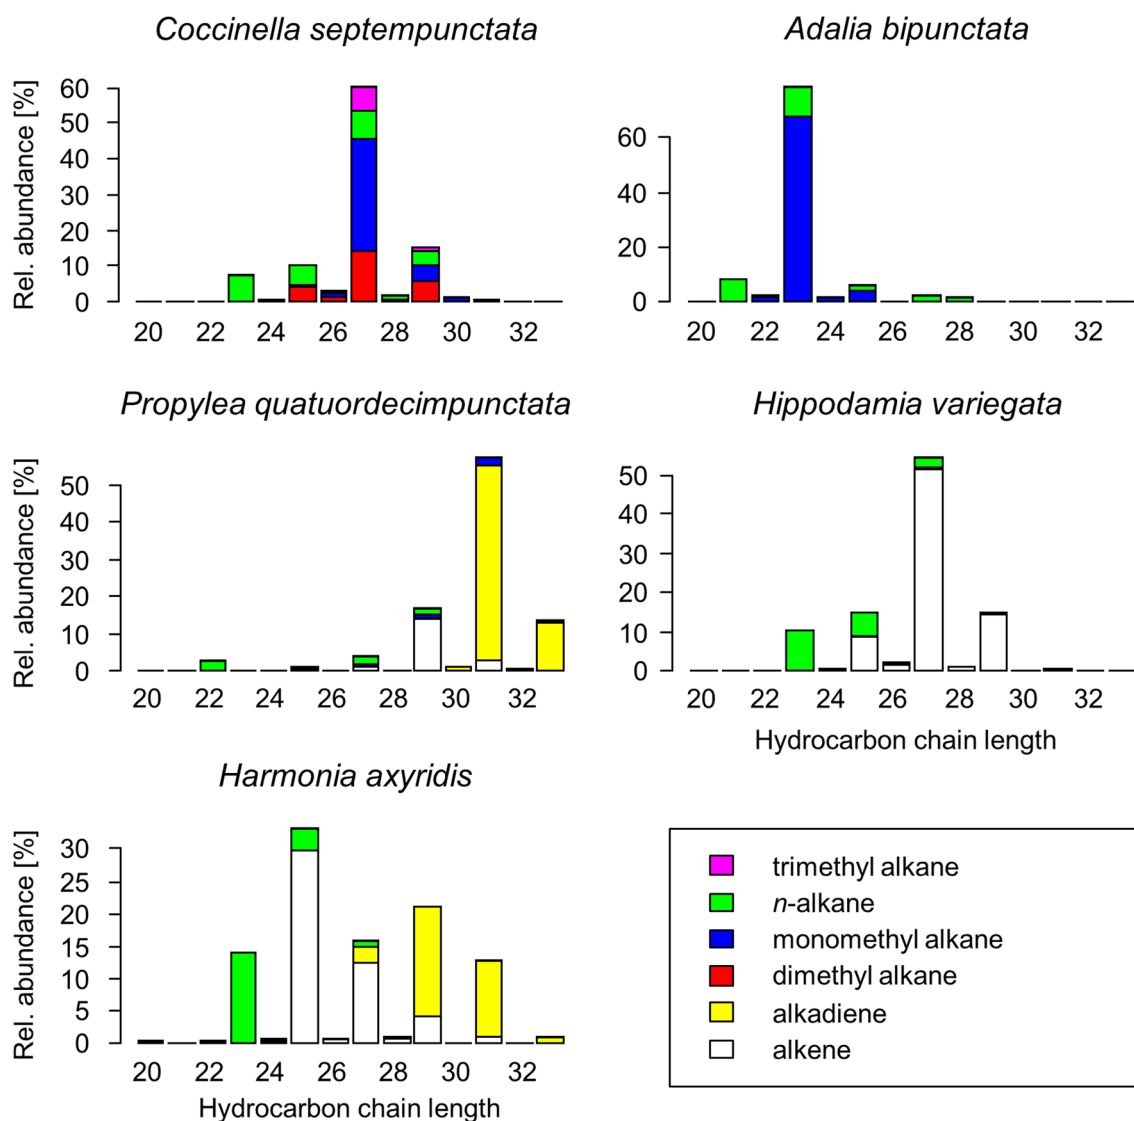 Coccinella septempunctata
Adalia bipunctata
Rel. abundance [%]
60
50
40
30
20
10
0
20 22 24 26 28 30 32
60
40
20
0
20 22 24 26 28 30 32
Propylea quatuordecimpunctata
Hippodamia variegata
Rel. abundance [%]
50
40
30
20
10
0
20 22 24 26 28 30 32
50
40
30
20
10
0
20 22 24 26 28 30 32
Hydrocarbon chain length
Harmonia axyridis
Rel. abundance [%]
30
25
20
15
10
5
0
20 22 24 26 28 30 32
Hydrocarbon chain length
trimethyl alkane
n-alkane
monomethyl alkane
dimethyl alkane
alkadiene
alkene